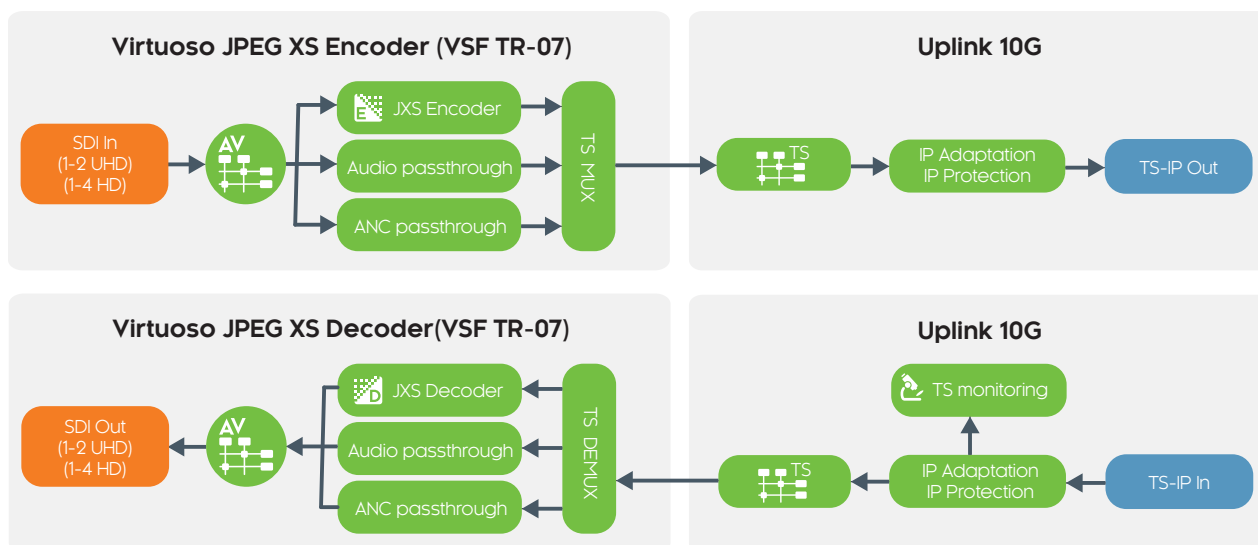 Virtuoso JPEG XS Encoder (VSF TR-07)
SDI In
(1-2 UHD)
(1-4 HD)
AV
E
JXS Encoder
Audio passthrough
ANC passthrough
TS MUX
Uplink 10G
TS
IP Adaptation
IP Protection
TS-IP Out
Virtuoso JPEG XS Decoder(VSF TR-07)
SDI Out
(1-2 UHD)
(1-4 HD)
AV
D
JXS Decoder
Audio passthrough
ANC passthrough
TS DEMUX
Uplink 10G
TS monitoring
TS
IP Adaptation
IP Protection
TS-IP In